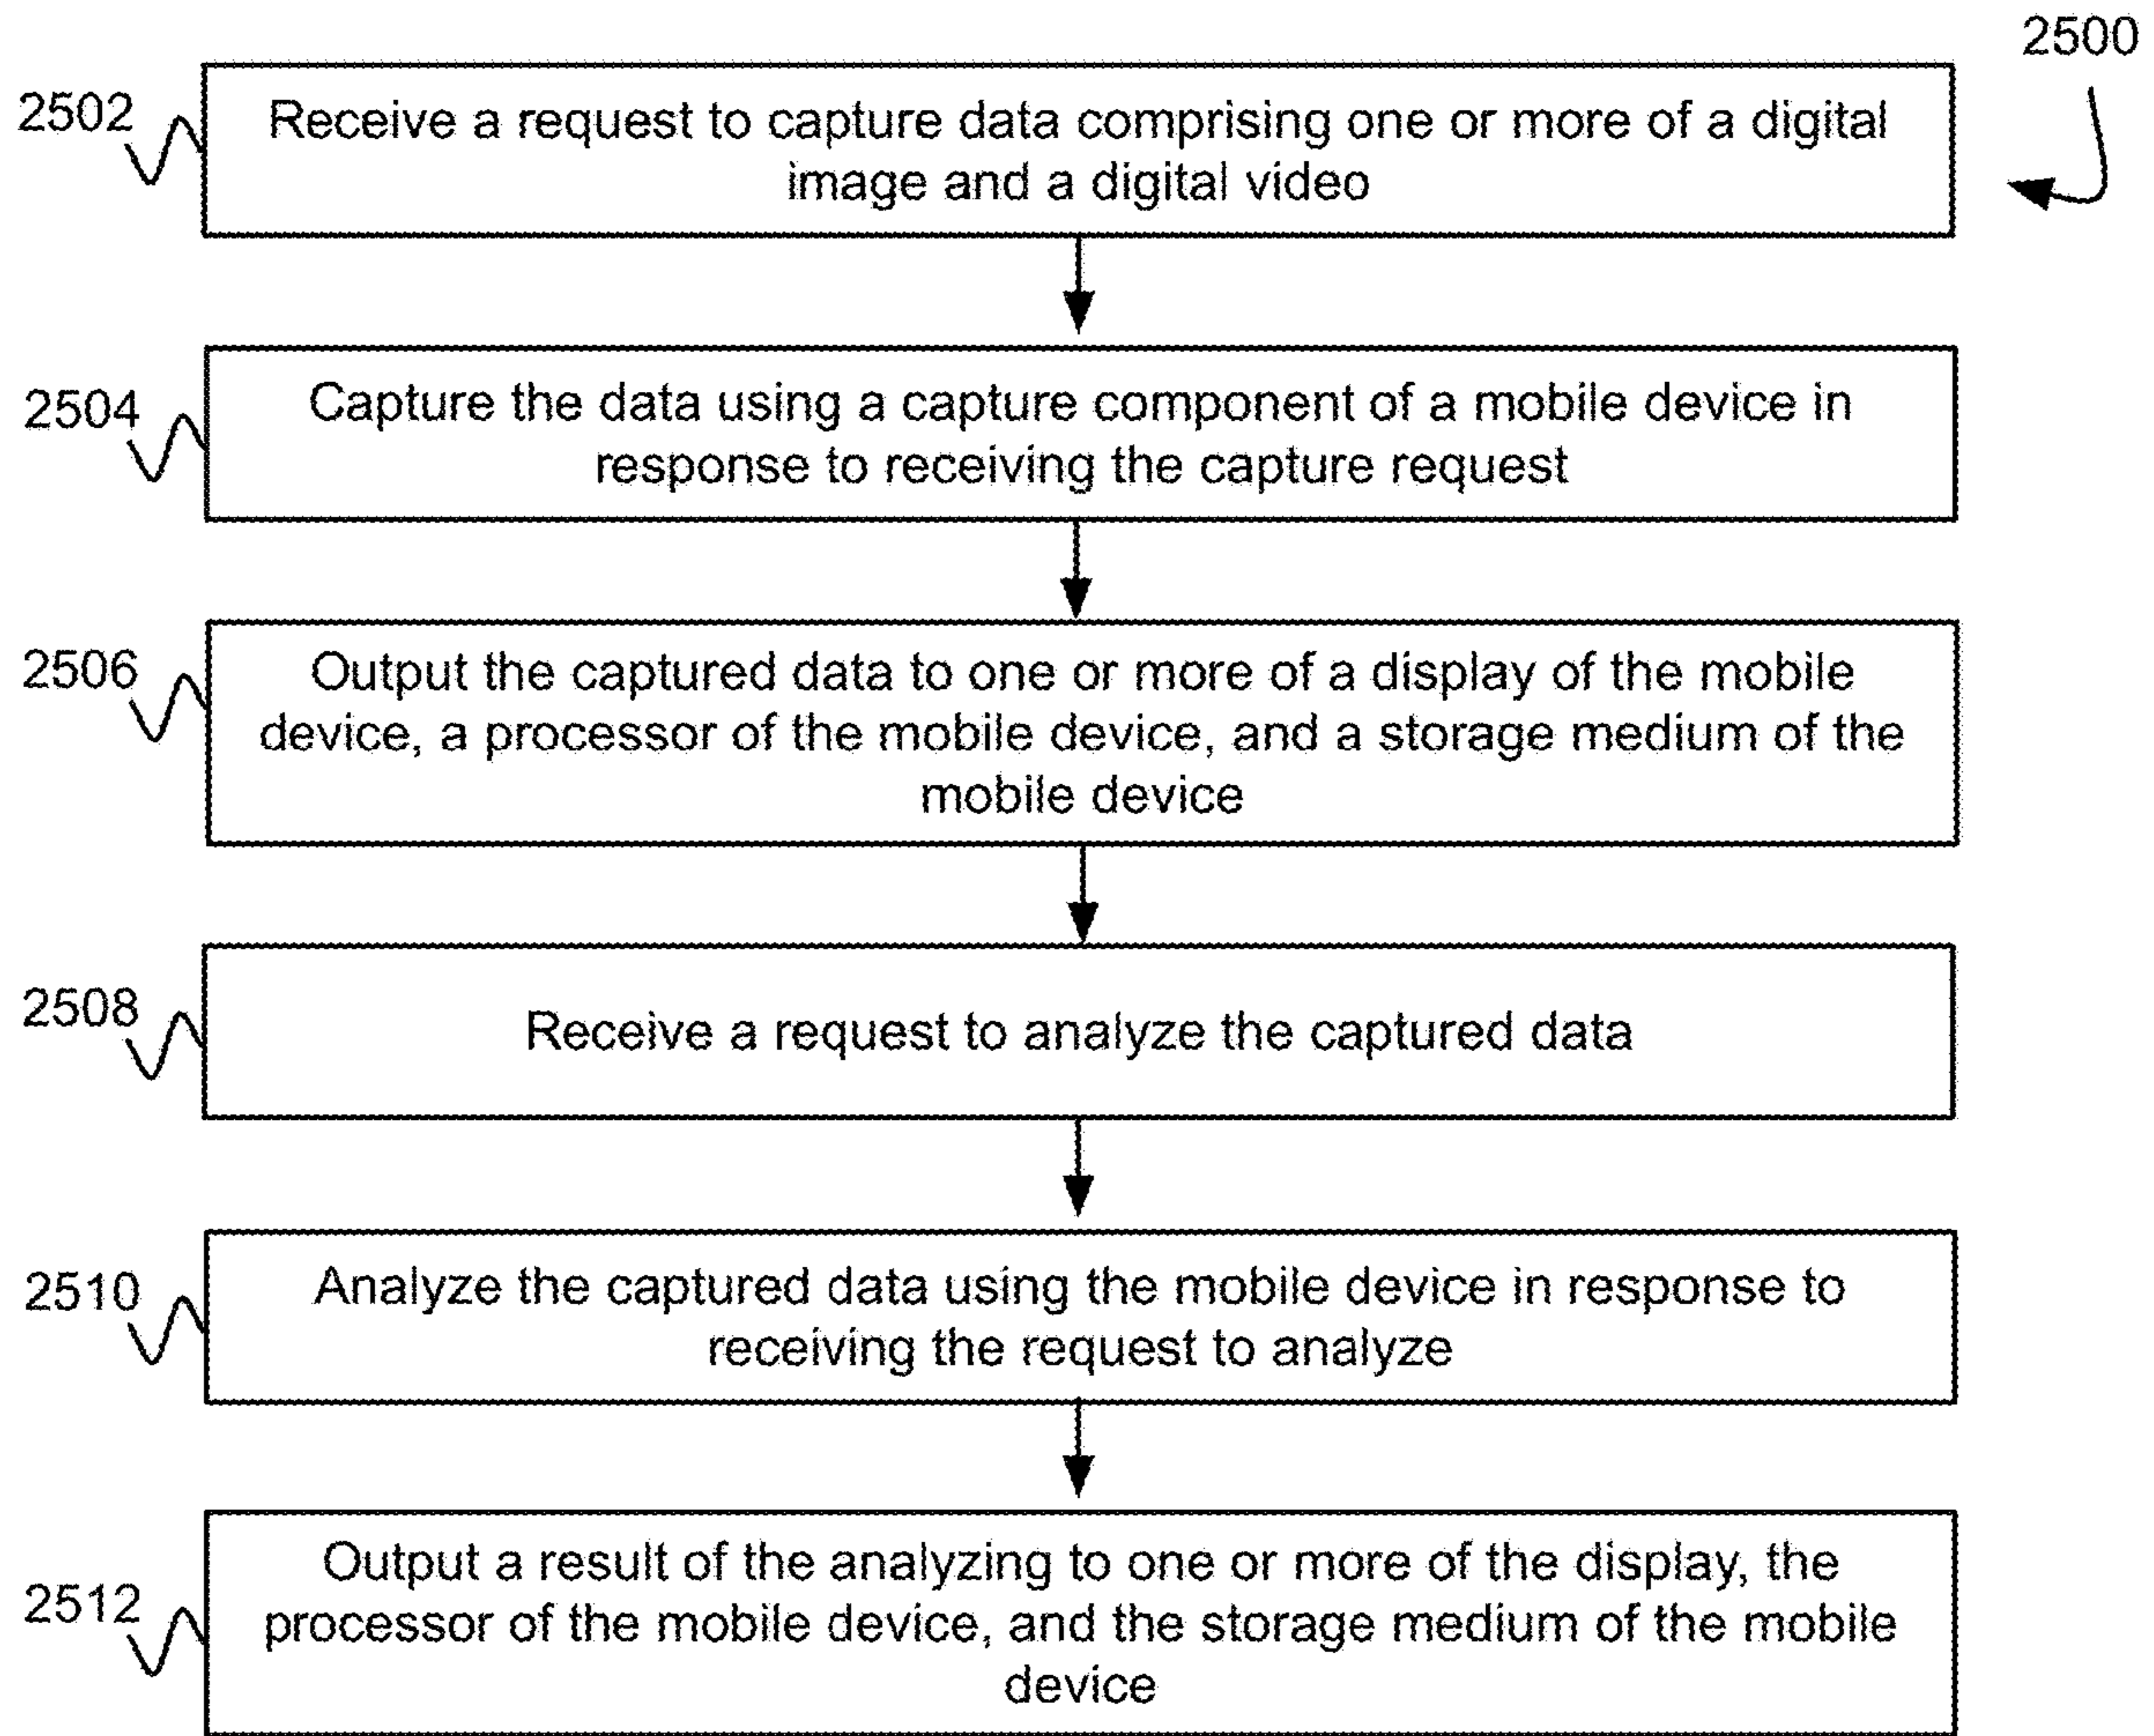 2500
2502
Receive a request to capture data comprising one or more of a digital
image and a digital video
2504
Capture the data using a capture component of a mobile device in
response to receiving the capture request
2506
Output the captured data to one or more of a display of the mobile
device, a processor of the mobile device, and a storage medium of the
mobile device
2508
Receive a request to analyze the captured data
2510
Analyze the captured data using the mobile device in response to
receiving the request to analyze
2512
Output a result of the analyzing to one or more of the display, the
processor of the mobile device, and the storage medium of the mobile
device